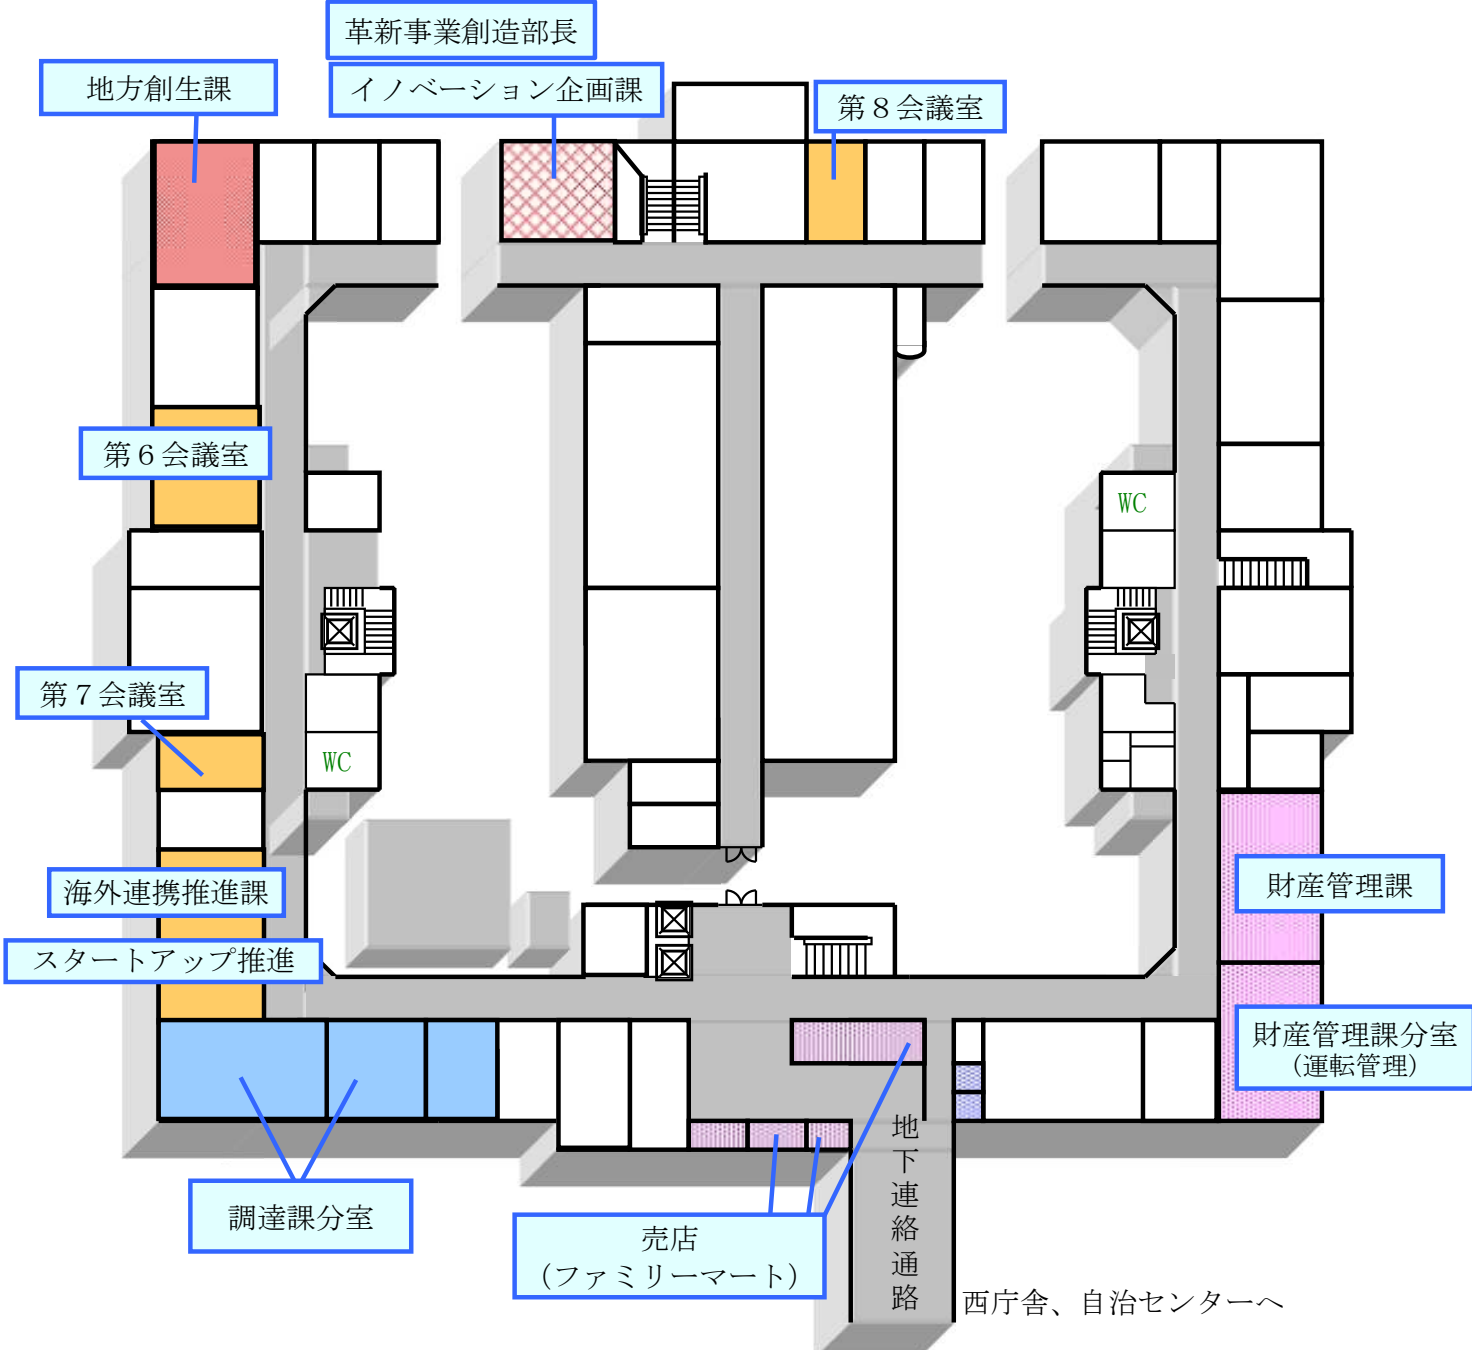 革新事業創造部長
地方創生課
イノベーション企画課
第８会議室
第６会議室
WC
第７会議室
WC
海外連携推進課
スタートアップ推進
財産管理課
財産管理課分室
（運転管理）
調達課分室
売店
（ファミリーマート）
地下連絡通路
西庁舎、自治センターへ